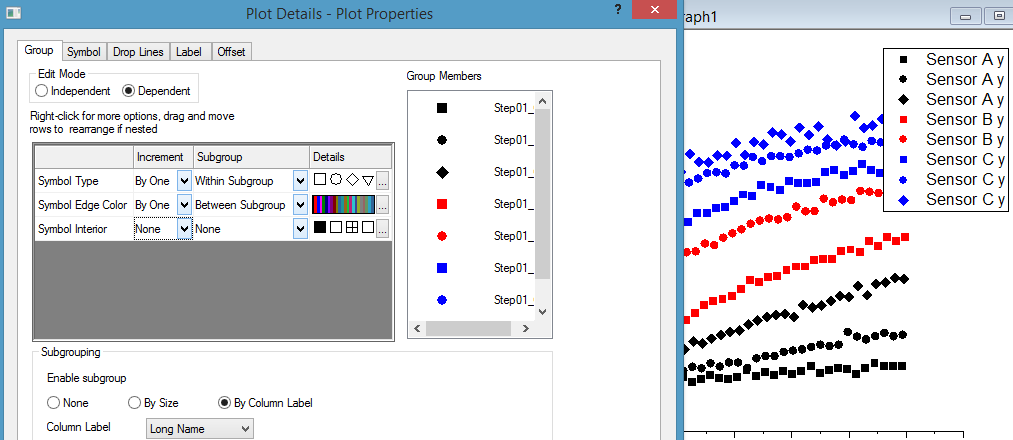 Plot Details - Plot Properties
?
raph1
Group
Symbol
Drop Lines
Label
Offset
Edit Mode
Independent
Dependent
Right-click for more options, drag and move
rows to rearrange if nested
Increment
Subgroup
Details
Symbol Type
By One
Within Subgroup
...
Symbol Edge Color
By One
Between Subgroup
...
Symbol Interior
None
None
...
Group Members
Step01_
Step01_
Step01_
Step01_
Step01_
Step01_
Step01_
Subgrouping
Enable subgroup
None
By Size
By Column Label
Column Label
Long Name
Sensor A y
Sensor A y
Sensor A y
Sensor B y
Sensor B y
Sensor C y
Sensor C y
Sensor C y